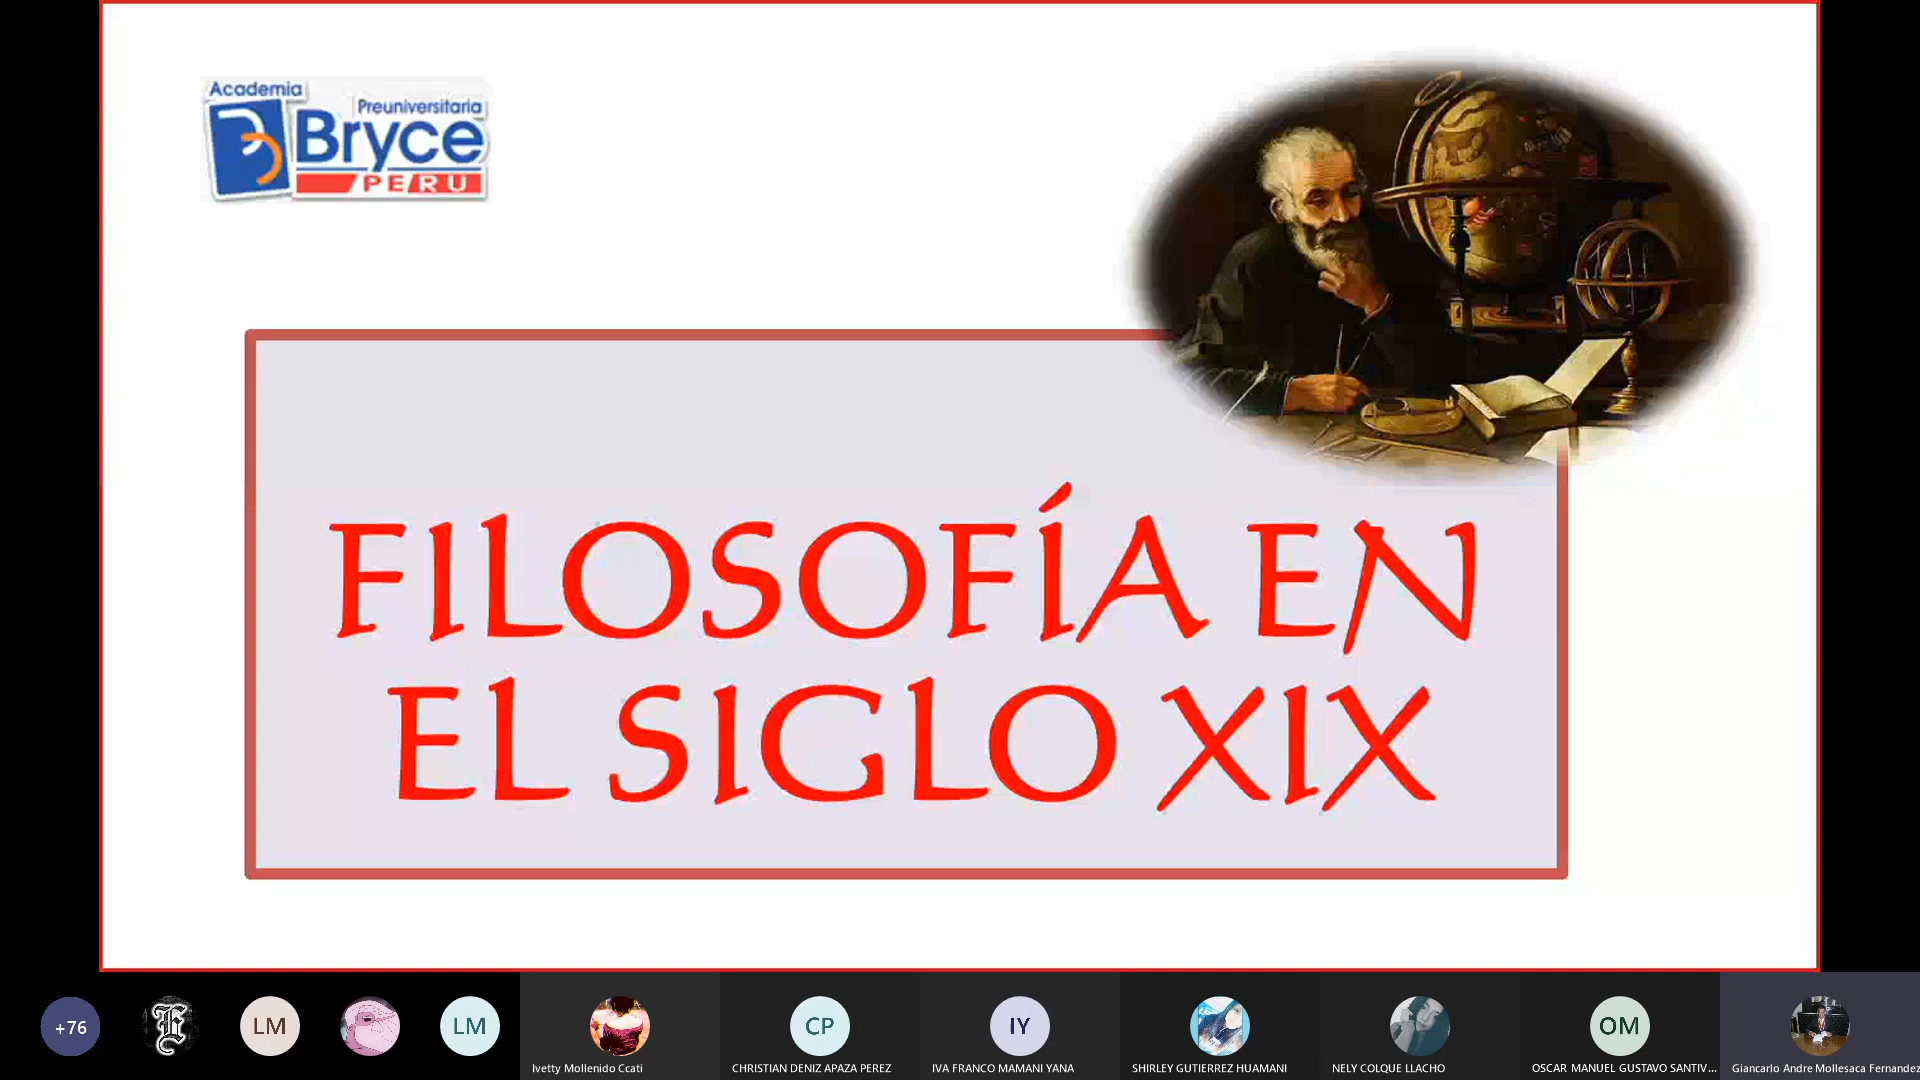 Academia
Preuniversitaria
Bryce
PERU
FILOSOFÍA EN
EL SIGLO XIX
+76
LM
LM
CP
IY
OM
Ivetty Mollenido Ccati
CHRISTIAN DENIZ APAZA PEREZ
IVA FRANCO MAMANI YANA
SHIRLEY GUTIERREZ HUAMANI
NELY COLQUE LLACHO
OSCAR MANUEL GUSTAVO SANTIV...
Giancarlo Andre Mollesaca Fernandez